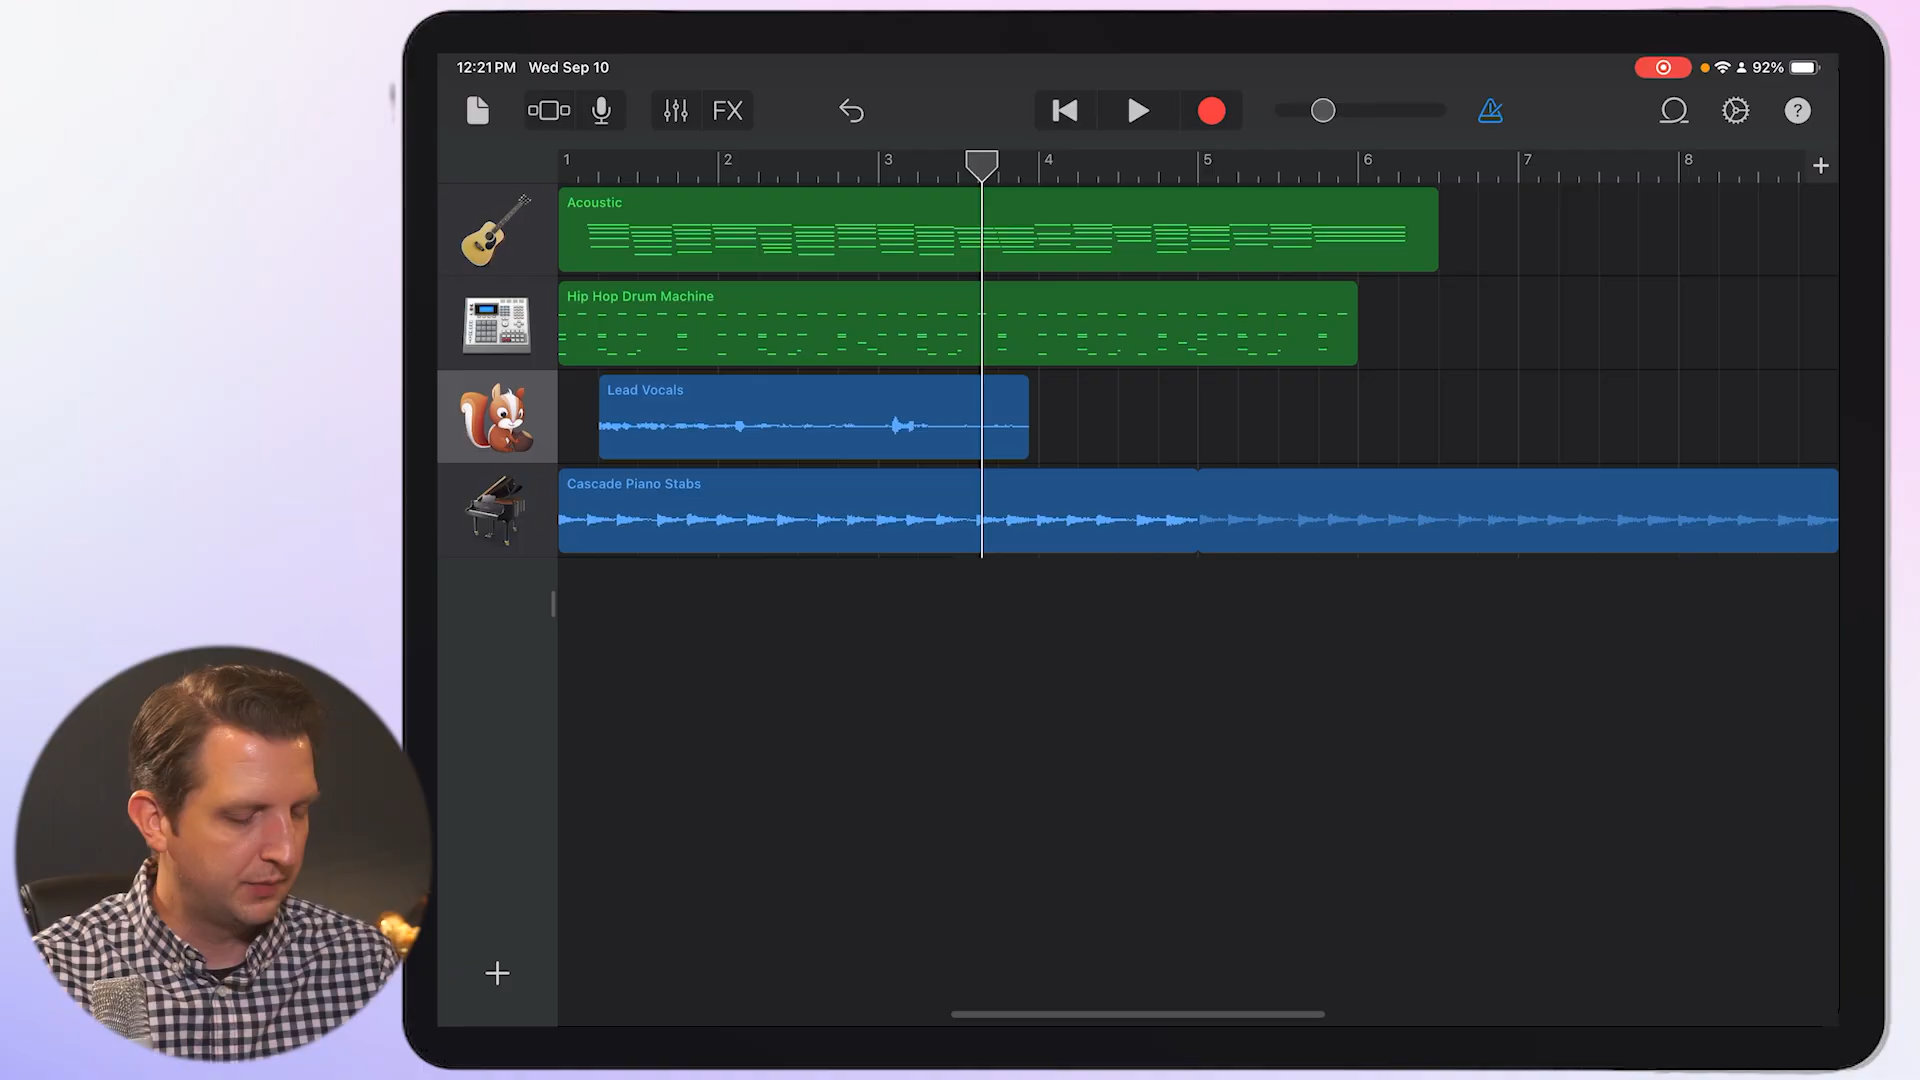 12:21 PM Wed Sep 10
92%
FX
?
1 2 3 4 5 6 7 8
Acoustic
Hip Hop Drum Machine
Lead Vocals
Cascade Piano Stabs